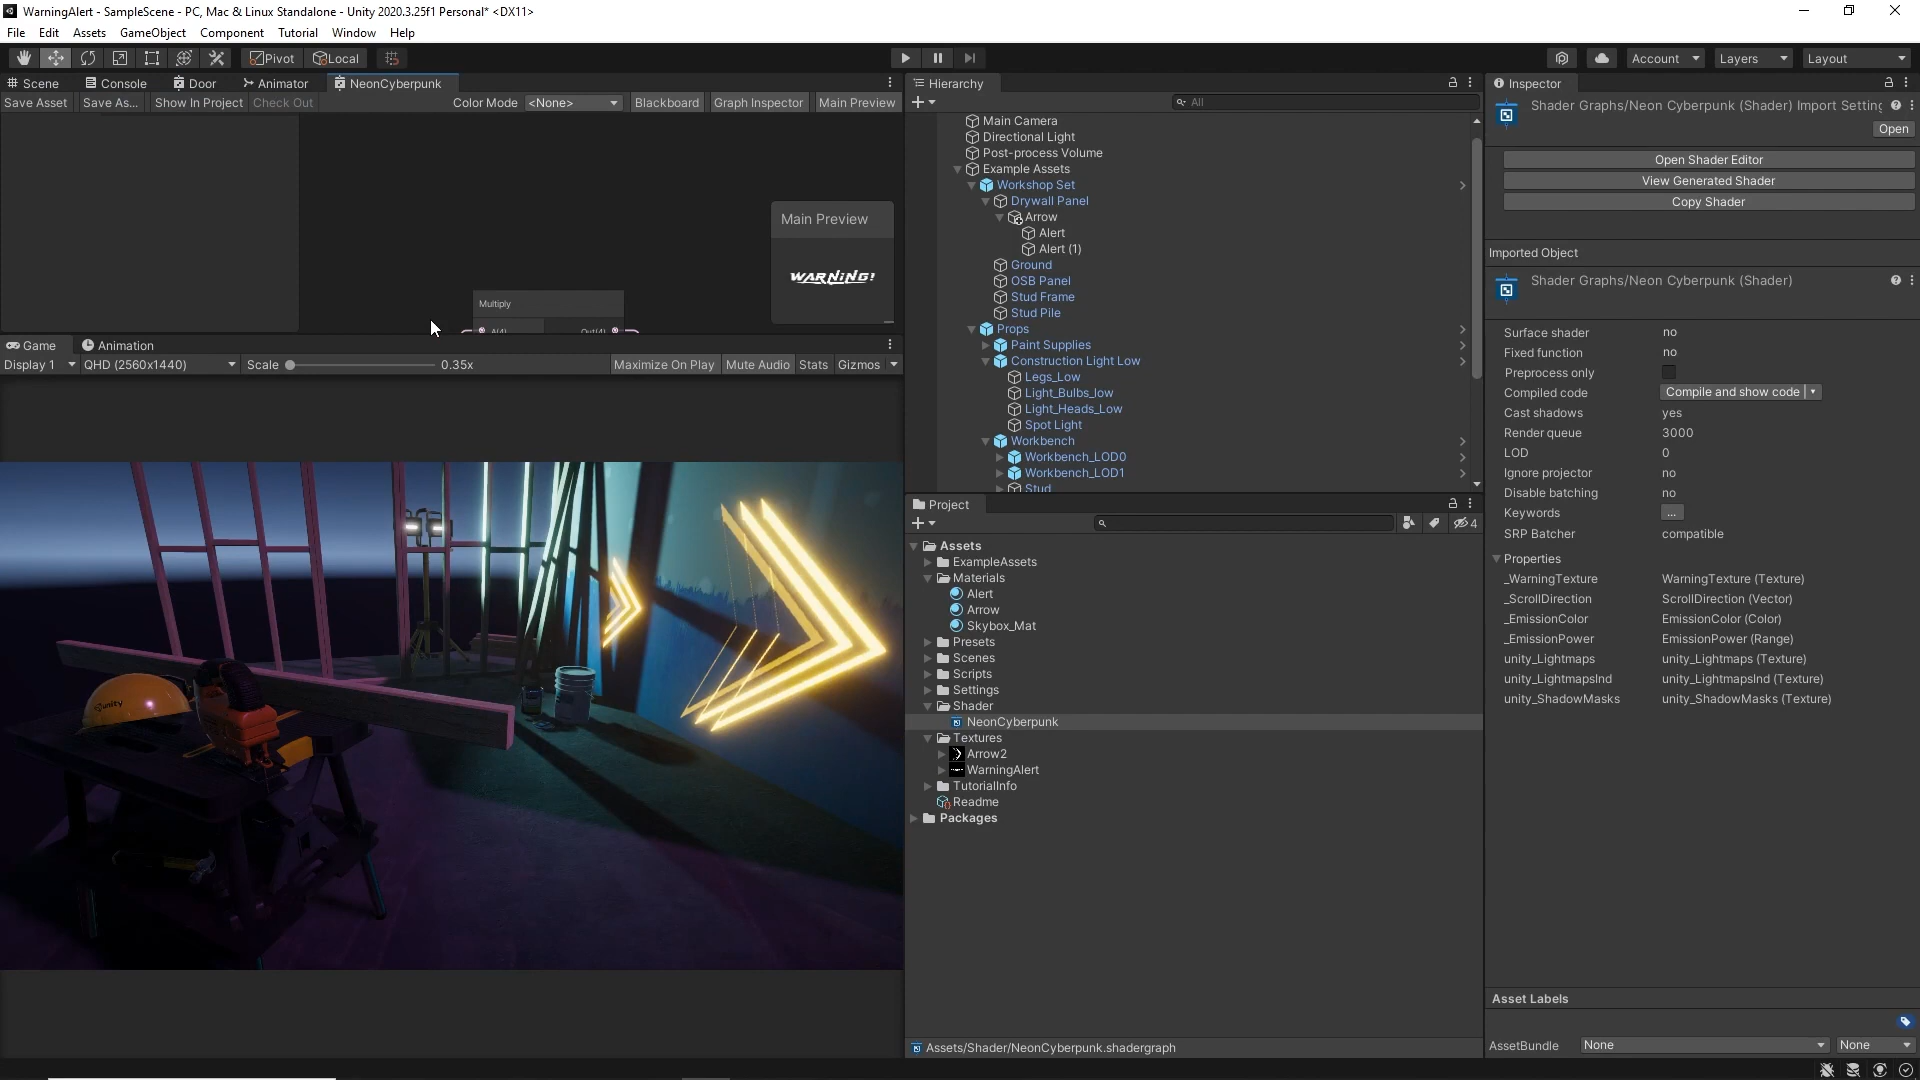 WarningAlert - SampleScene - PC, Mac & Linux Standalone - Unity 2020.3.25f1 Personal* <DX11>
File Edit Assets GameObject Component Tutorial Window Help
Pivot Local Account Layers Layout
Scene Console Door Animator NeonCyberpunk
Save Asset Save As... Show In Project Check Out Color Mode <None> Blackboard Graph Inspector Main Preview
Main Preview
WARNING!
Multiply
A(4) Out(4)
Game Animation
Display 1 QHD (2560x1440) Scale 0.35x Maximize On Play Mute Audio Stats Gizmos
unity
Hierarchy
All
Main Camera
Directional Light
Post-process Volume
Example Assets
Workshop Set
Drywall Panel
Arrow
Alert
Alert (1)
Ground
OSB Panel
Stud Frame
Stud Pile
Props
Paint Supplies
Construction Light Low
Legs_Low
Light_Bulbs_low
Light_Heads_Low
Spot Light
Workbench
Workbench_LOD0
Workbench_LOD1
Stud
Project
4
Assets
ExampleAssets
Materials
Alert
Arrow
Skybox_Mat
Presets
Scenes
Scripts
Settings
Shader
NeonCyberpunk
Textures
Arrow2
WarningAlert
TutorialInfo
Readme
Packages
Assets/Shader/NeonCyberpunk.shadergraph
Inspector
Shader Graphs/Neon Cyberpunk (Shader) Import Setting
Open
Open Shader Editor
View Generated Shader
Copy Shader
Imported Object
Shader Graphs/Neon Cyberpunk (Shader)
Surface shader no
Fixed function no
Preprocess only
Compiled code Compile and show code
Cast shadows yes
Render queue 3000
LOD 0
Ignore projector no
Disable batching no
Keywords ...
SRP Batcher compatible
Properties
_WarningTexture WarningTexture (Texture)
_ScrollDirection ScrollDirection (Vector)
_EmissionColor EmissionColor (Color)
_EmissionPower EmissionPower (Range)
unity_Lightmaps unity_Lightmaps (Texture)
unity_LightmapsInd unity_LightmapsInd (Texture)
unity_ShadowMasks unity_ShadowMasks (Texture)
Asset Labels
AssetBundle None None